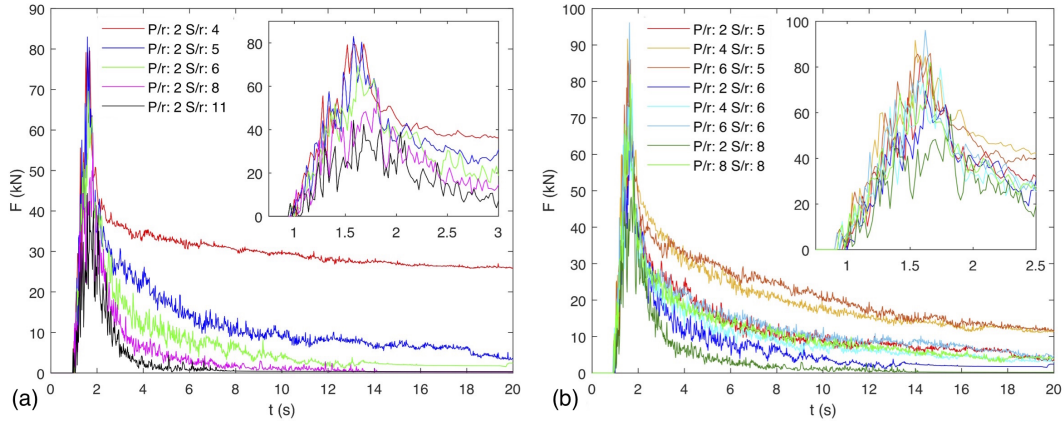 90
80
70
60
50
40
30
20
10
0
F (kN)
P/r: 2 S/r: 4
P/r: 2 S/r: 5
P/r: 2 S/r: 6
P/r: 2 S/r: 8
P/r: 2 S/r: 11
80
60
40
20
0
1 1.5 2 2.5 3
0 2 4 6 8 10 12 14 16 18 20
t (s)
(a)
100
90
80
70
60
50
40
30
20
10
0
F (kN)
P/r: 2 S/r: 5
P/r: 4 S/r: 5
P/r: 6 S/r: 5
P/r: 2 S/r: 6
P/r: 4 S/r: 6
P/r: 6 S/r: 6
P/r: 2 S/r: 8
P/r: 8 S/r: 8
100
80
60
40
20
0
1 1.5 2 2.5
0 2 4 6 8 10 12 14 16 18 20
t (s)
(b)